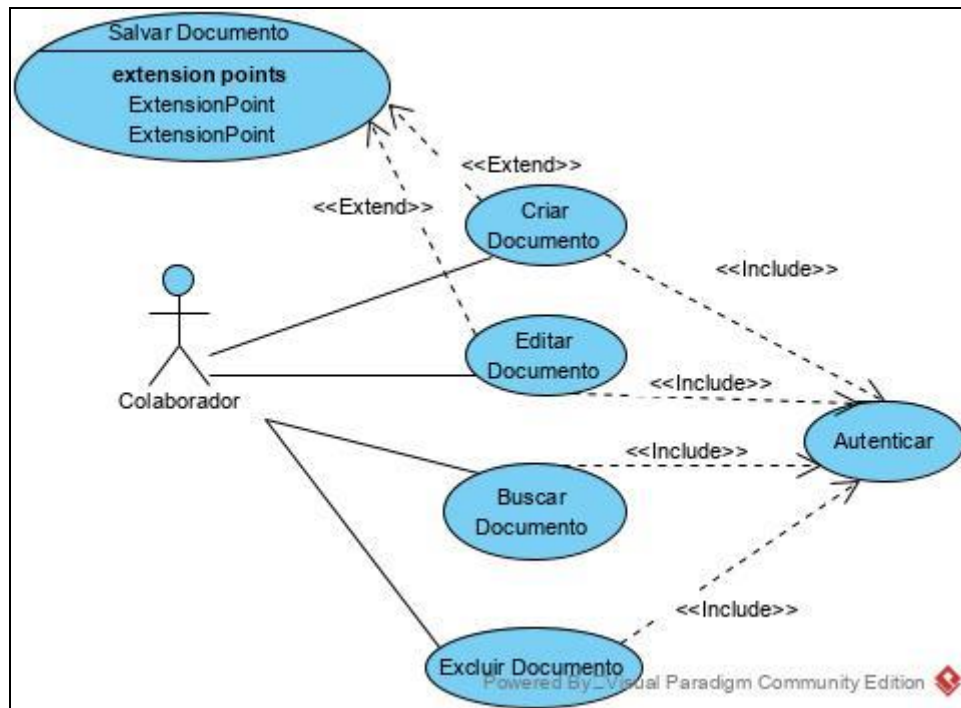 Salvar Documento
extension points
ExtensionPoint
ExtensionPoint
<<Extend>>
<<Extend>>
Criar
Documento
<<Include>>
Editar
Documento
<<Include>>
Colaborador
Autenticar
<<Include>>
Buscar
Documento
<<Include>>
Excluir Documento
Powered By Visual Paradigm Community Edition